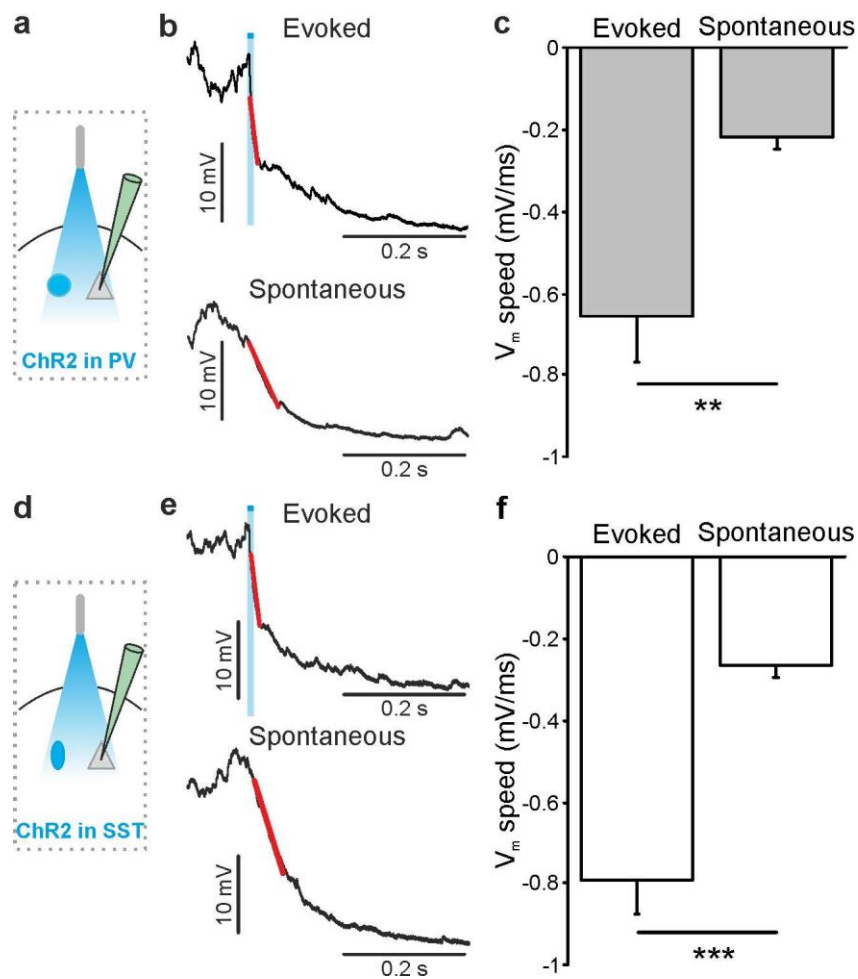 a
ChR2 in PV
b
Evoked
10 mV
0.2 s
Spontaneous
10 mV
0.2 s
c
Evoked Spontaneous
0
-0.2
-0.4
-0.6
-0.8
-1
Vm speed (mV/ms)
**
d
ChR2 in SST
e
Evoked
10 mV
0.2 s
Spontaneous
10 mV
0.2 s
f
Evoked Spontaneous
0
-0.2
-0.4
-0.6
-0.8
-1
Vm speed (mV/ms)
***